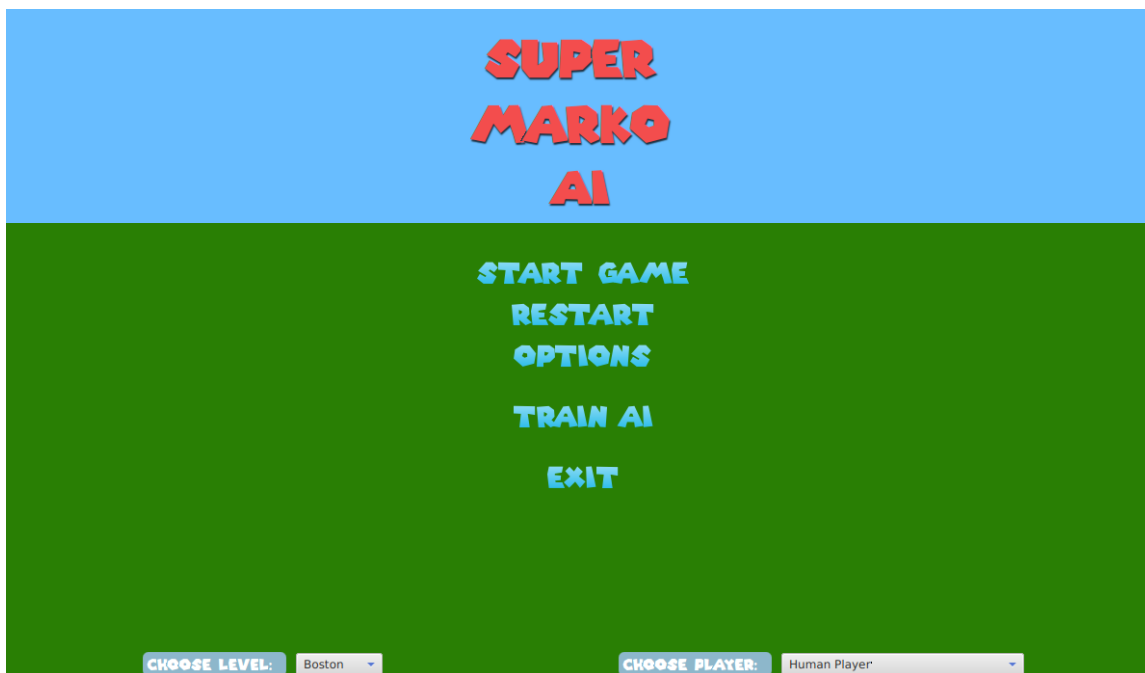 SUPER
MARKO
AI
START GAME
RESTART
OPTIONS
TRAIN AI
EXIT
CHOOSE LEVEL: Boston
CHOOSE PLAYER: Human Player